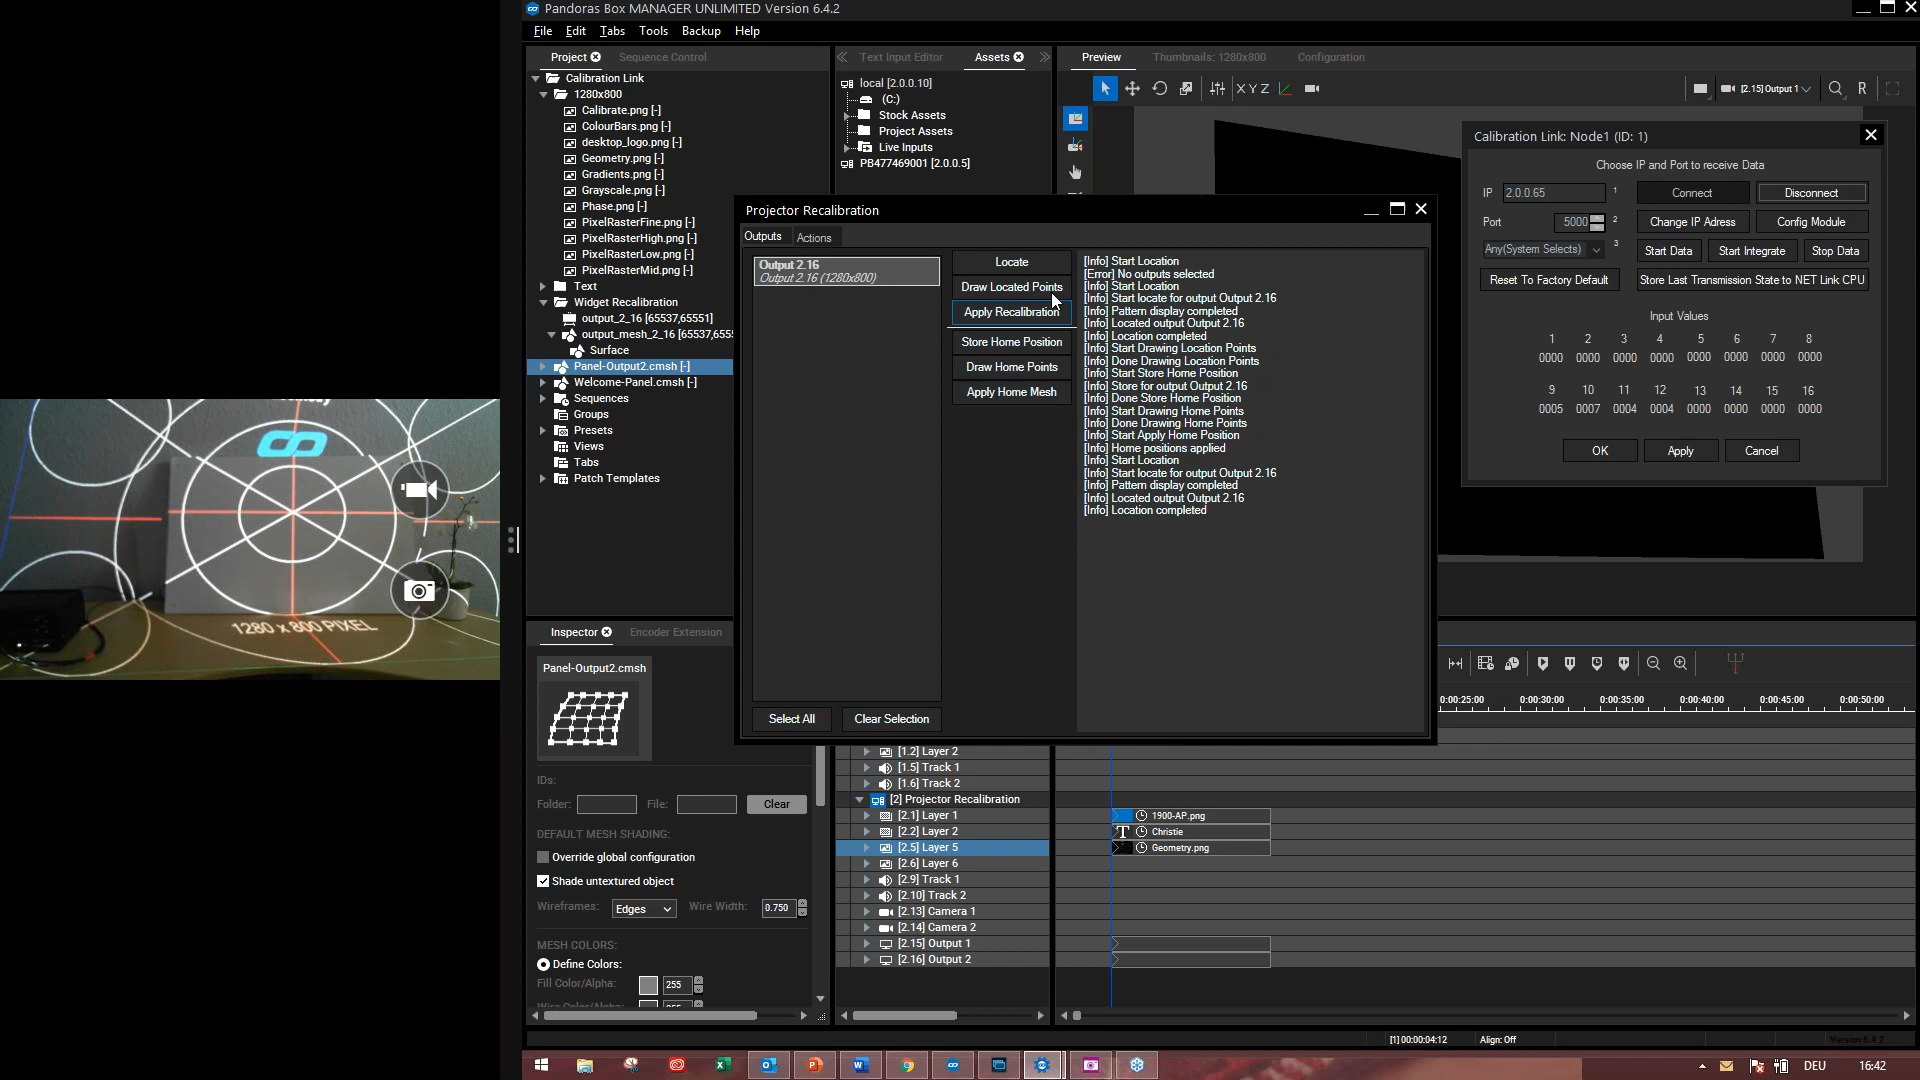 Pandoras Box MANAGER UNLIMITED Version 6.4.2
File Edit Tabs Tools Backup Help
Project
Sequence Control
Calibration Link
1280x800
Calibrate.png [-]
ColourBars.png [-]
desktop_logo.png [-]
Geometry.png [-]
Gradients.png [-]
Grayscale.png [-]
Phase.png [-]
PixelRasterFine.png [-]
PixelRasterHigh.png [-]
PixelRasterLow.png [-]
PixelRasterMid.png [-]
Text
Widget Recalibration
output_2_16 [65537,65551]
output_mesh_2_16 [65537,655
Surface
Panel-Output2.cmsh [-]
Welcome-Panel.cmsh [-]
Sequences
Groups
Presets
Views
Tabs
Patch Templates
Text Input Editor
Assets
local [2.0.0.10]
(C:)
Stock Assets
Project Assets
Live Inputs
PB477469001 [2.0.0.5]
Preview
Thumbnails: 1280x800
Configuration
X Y Z
[2.15] Output 1
R
Calibration Link: Node1 (ID: 1)
Choose IP and Port to receive Data
IP 2.0.0.65 1 Connect Disconnect
Port 5000 2 Change IP Adress Config Module
Any(System Selects) 3 Start Data Start Integrate Stop Data
Reset To Factory Default Store Last Transmission State to NET Link CPU
Input Values
1 2 3 4 5 6 7 8
0000 0000 0000 0000 0000 0000 0000 0000
9 10 11 12 13 14 15 16
0005 0007 0004 0004 0000 0000 0000 0000
OK Apply Cancel
Projector Recalibration
Outputs Actions
Output 2.16
Output 2.16 (1280x800)
Select All Clear Selection
Locate
Draw Located Points
Apply Recalibration
Store Home Position
Draw Home Points
Apply Home Mesh
[Info] Start Location
[Error] No outputs selected
[Info] Start Location
[Info] Start locate for output Output 2.16
[Info] Pattern display completed
[Info] Located output Output 2.16
[Info] Location completed
[Info] Start Drawing Location Points
[Info] Done Drawing Location Points
[Info] Start Store Home Position
[Info] Store for output Output 2.16
[Info] Done Store Home Position
[Info] Start Drawing Home Points
[Info] Done Drawing Home Points
[Info] Start Apply Home Position
[Info] Home positions applied
[Info] Start Location
[Info] Start locate for output Output 2.16
[Info] Pattern display completed
[Info] Located output Output 2.16
[Info] Location completed
1280 x 800 PIXEL
Inspector
Encoder Extension
Panel-Output2.cmsh
IDs:
Folder: File: Clear
DEFAULT MESH SHADING:
Override global configuration
Shade untextured object
Wireframes: Edges Wire Width: 0.750
MESH COLORS:
Define Colors:
Fill Color/Alpha: 255
0:00:25:00 0:00:30:00 0:00:35:00 0:00:40:00 0:00:45:00 0:00:50:00
[1.2] Layer 2
[1.5] Track 1
[1.6] Track 2
[2] Projector Recalibration
[2.1] Layer 1
1900-AP.png
[2.2] Layer 2
T Christie
[2.5] Layer 5
Geometry.png
[2.6] Layer 6
[2.9] Track 1
[2.10] Track 2
[2.13] Camera 1
[2.14] Camera 2
[2.15] Output 1
[2.16] Output 2
[1] 00:00:04:12 Align: Off Version 6.4.2
DEU 16:42